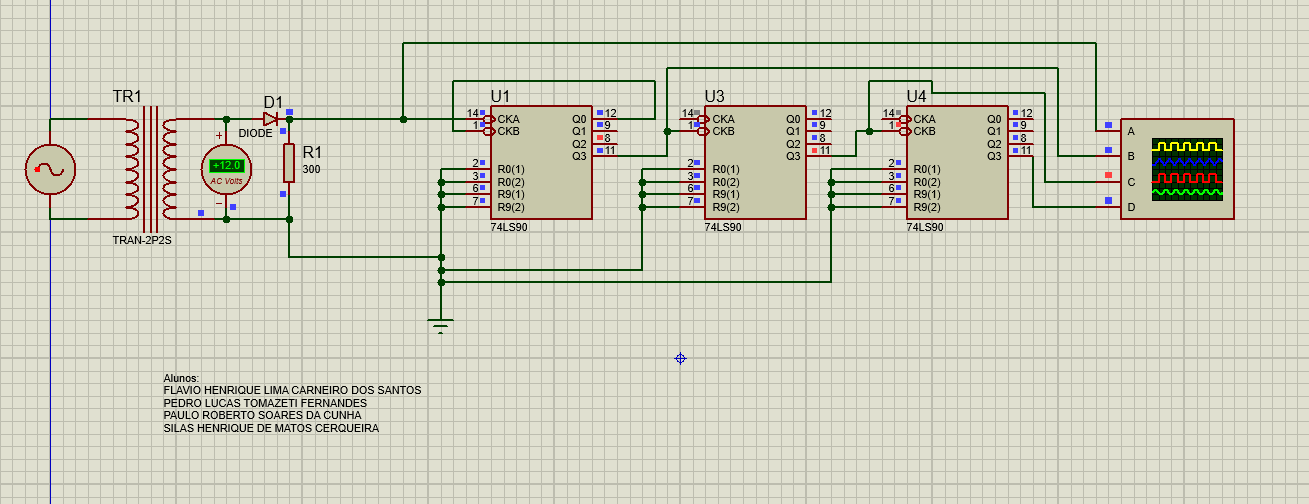 TR1
TRAN-2P2S
+12.0
AC Volts
D1
DIODE
R1
300
U1
14 CKA Q0 12
1 CKB Q1 9
Q2 8
Q3 11
2 R0(1)
3 R0(2)
6 R9(1)
7 R9(2)
74LS90
U3
14 CKA Q0 12
1 CKB Q1 9
Q2 8
Q3 11
2 R0(1)
3 R0(2)
6 R9(1)
7 R9(2)
74LS90
U4
14 CKA Q0 12
1 CKB Q1 9
Q2 8
Q3 11
2 R0(1)
3 R0(2)
6 R9(1)
7 R9(2)
74LS90
A
B
C
D
Alunos:
FLAVIO HENRIQUE LIMA CARNEIRO DOS SANTOS
PEDRO LUCAS TOMAZETI FERNANDES
PAULO ROBERTO SOARES DA CUNHA
SILAS HENRIQUE DE MATOS CERQUEIRA